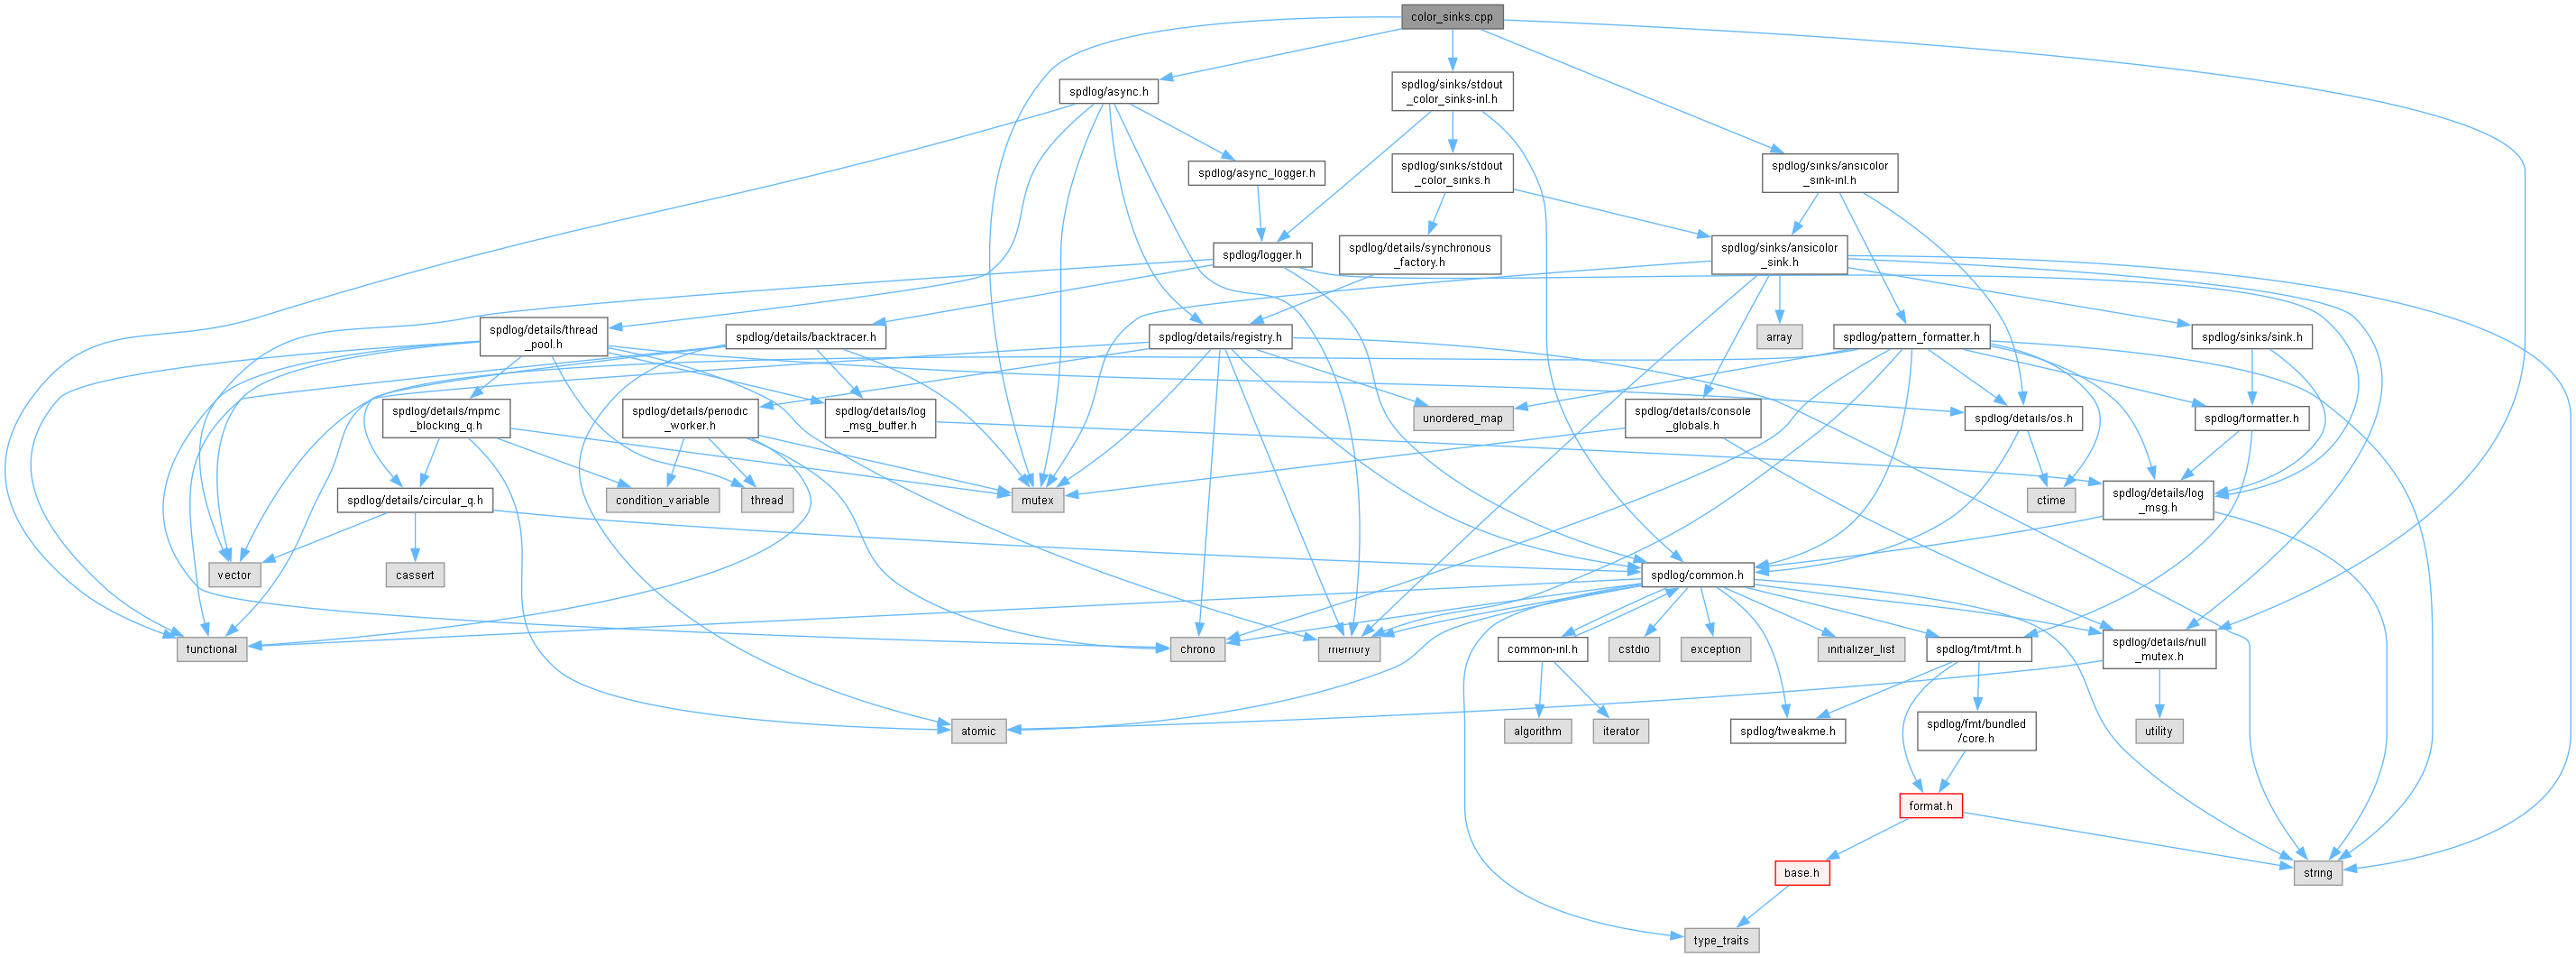 color_sinks.cpp
spdlog/async.h
spdlog/sinks/stdout
_color_sinks-inl.h
spdlog/async_logger.h
spdlog/sinks/stdout
_color_sinks.h
spdlog/sinks/ansicolor
_sink-inl.h
spdlog/logger.h
spdlog/details/synchronous
_factory.h
spdlog/sinks/ansicolor
_sink.h
spdlog/details/thread
_pool.h
spdlog/details/backtracer.h
spdlog/details/registry.h
array
spdlog/pattern_formatter.h
spdlog/sinks/sink.h
spdlog/details/mpmc
_blocking_q.h
spdlog/details/periodic
_worker.h
spdlog/details/log
_msg_buffer.h
unordered_map
spdlog/details/console
_globals.h
spdlog/details/os.h
spdlog/formatter.h
spdlog/details/circular_q.h
condition_variable
thread
mutex
ctime
spdlog/details/log
_msg.h
vector
cassert
spdlog/common.h
functional
chrono
memory
common-inl.h
cstdio
exception
initializer_list
spdlog/fmt/fmt.h
spdlog/details/null
_mutex.h
atomic
algorithm
iterator
spdlog/tweakme.h
spdlog/fmt/bundled
/core.h
utility
format.h
base.h
string
type_traits